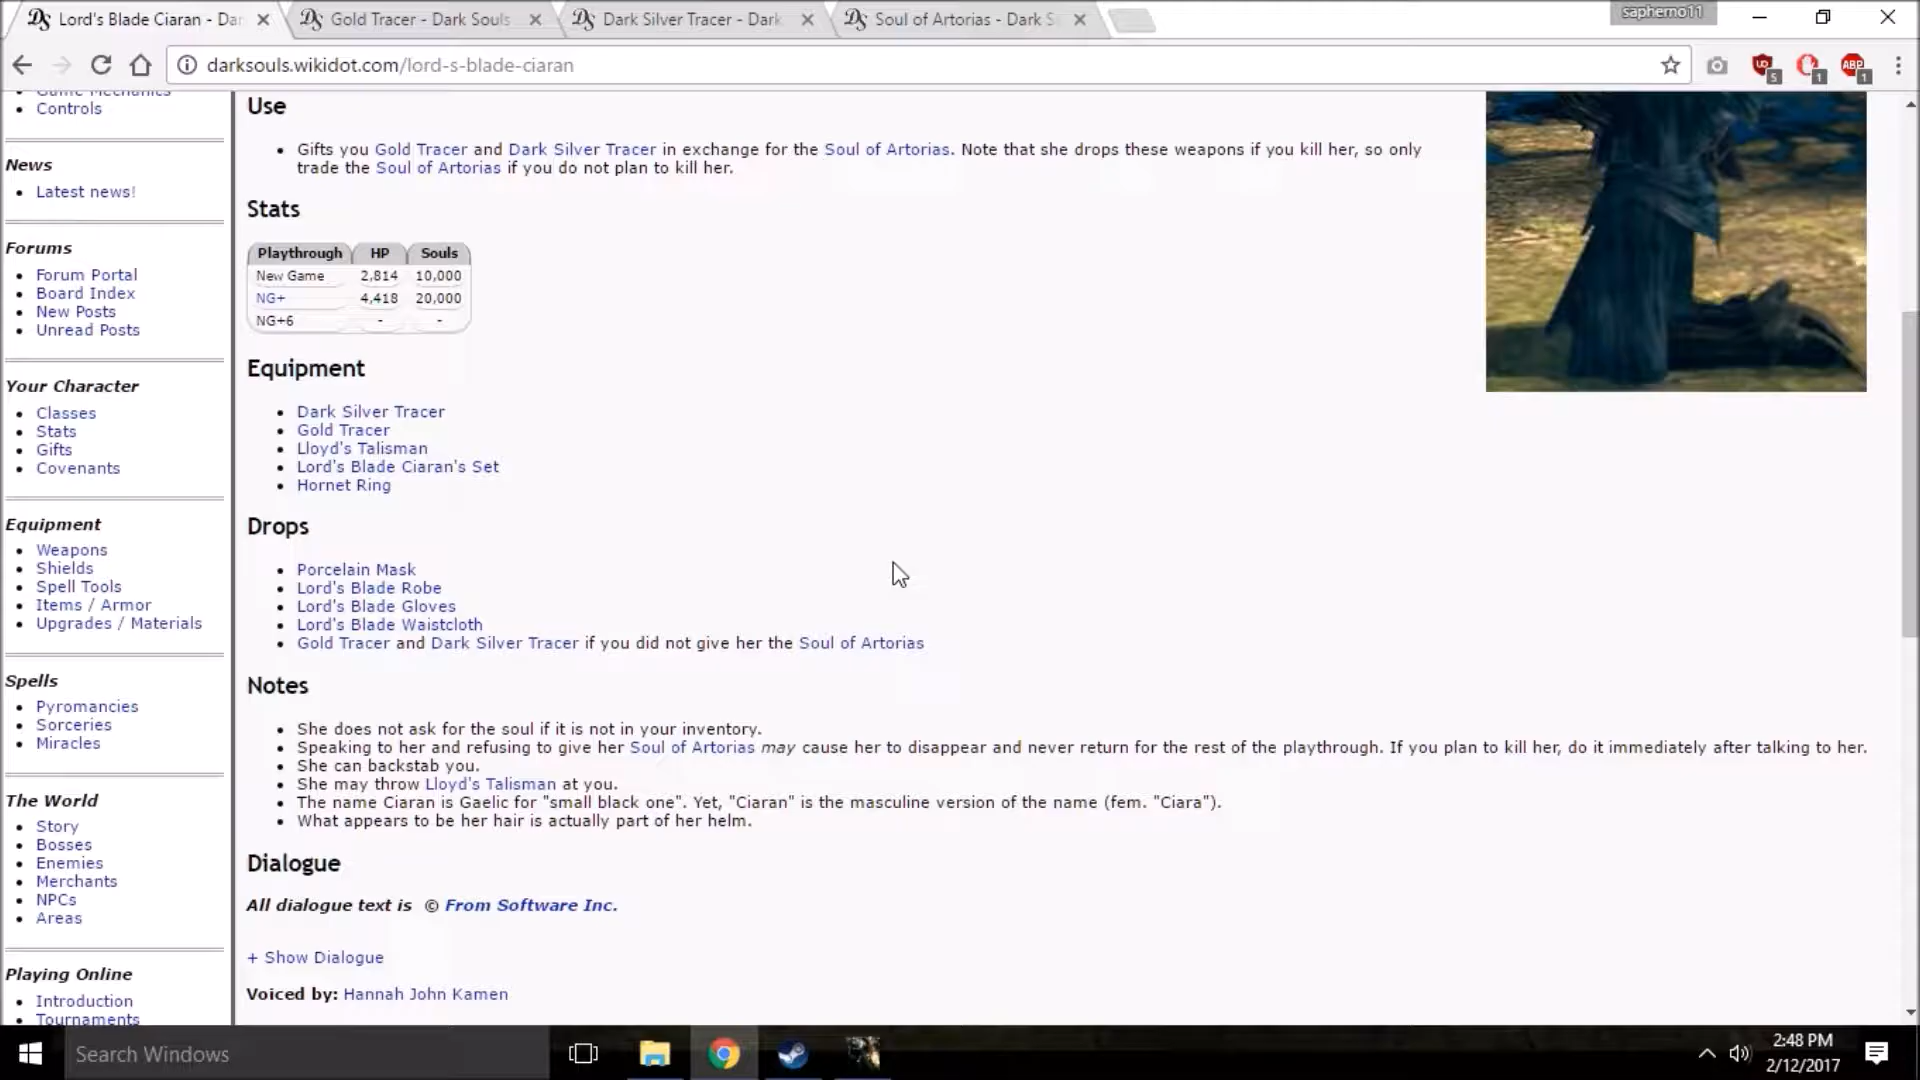 Lord's Blade Ciaran - Dar
Gold Tracer - Dark Souls
Dark Silver Tracer - Dark
Soul of Artorias - Dark S
saphemo11
darksouls.wikidot.com/lord-s-blade-ciaran
5
1
ABP
1
Game Mechanics
Controls
News
Latest news!
Forums
Forum Portal
Board Index
New Posts
Unread Posts
Your Character
Classes
Stats
Gifts
Covenants
Equipment
Weapons
Shields
Spell Tools
Items / Armor
Upgrades / Materials
Spells
Pyromancies
Sorceries
Miracles
The World
Story
Bosses
Enemies
Merchants
NPCs
Areas
Playing Online
Introduction
Tournaments
Use
Gifts you Gold Tracer and Dark Silver Tracer in exchange for the Soul of Artorias. Note that she drops these weapons if you kill her, so only
trade the Soul of Artorias if you do not plan to kill her.
Stats
Playthrough HP Souls
New Game 2,814 10,000
NG+ 4,418 20,000
NG+6 - -
Equipment
Dark Silver Tracer
Gold Tracer
Lloyd's Talisman
Lord's Blade Ciaran's Set
Hornet Ring
Drops
Porcelain Mask
Lord's Blade Robe
Lord's Blade Gloves
Lord's Blade Waistcloth
Gold Tracer and Dark Silver Tracer if you did not give her the Soul of Artorias
Notes
She does not ask for the soul if it is not in your inventory.
Speaking to her and refusing to give her Soul of Artorias may cause her to disappear and never return for the rest of the playthrough. If you plan to kill her, do it immediately after talking to her.
She can backstab you.
She may throw Lloyd's Talisman at you.
The name Ciaran is Gaelic for "small black one". Yet, "Ciaran" is the masculine version of the name (fem. "Ciara").
What appears to be her hair is actually part of her helm.
Dialogue
All dialogue text is © From Software Inc.
+ Show Dialogue
Voiced by: Hannah John Kamen
Search Windows
2:48 PM
2/12/2017